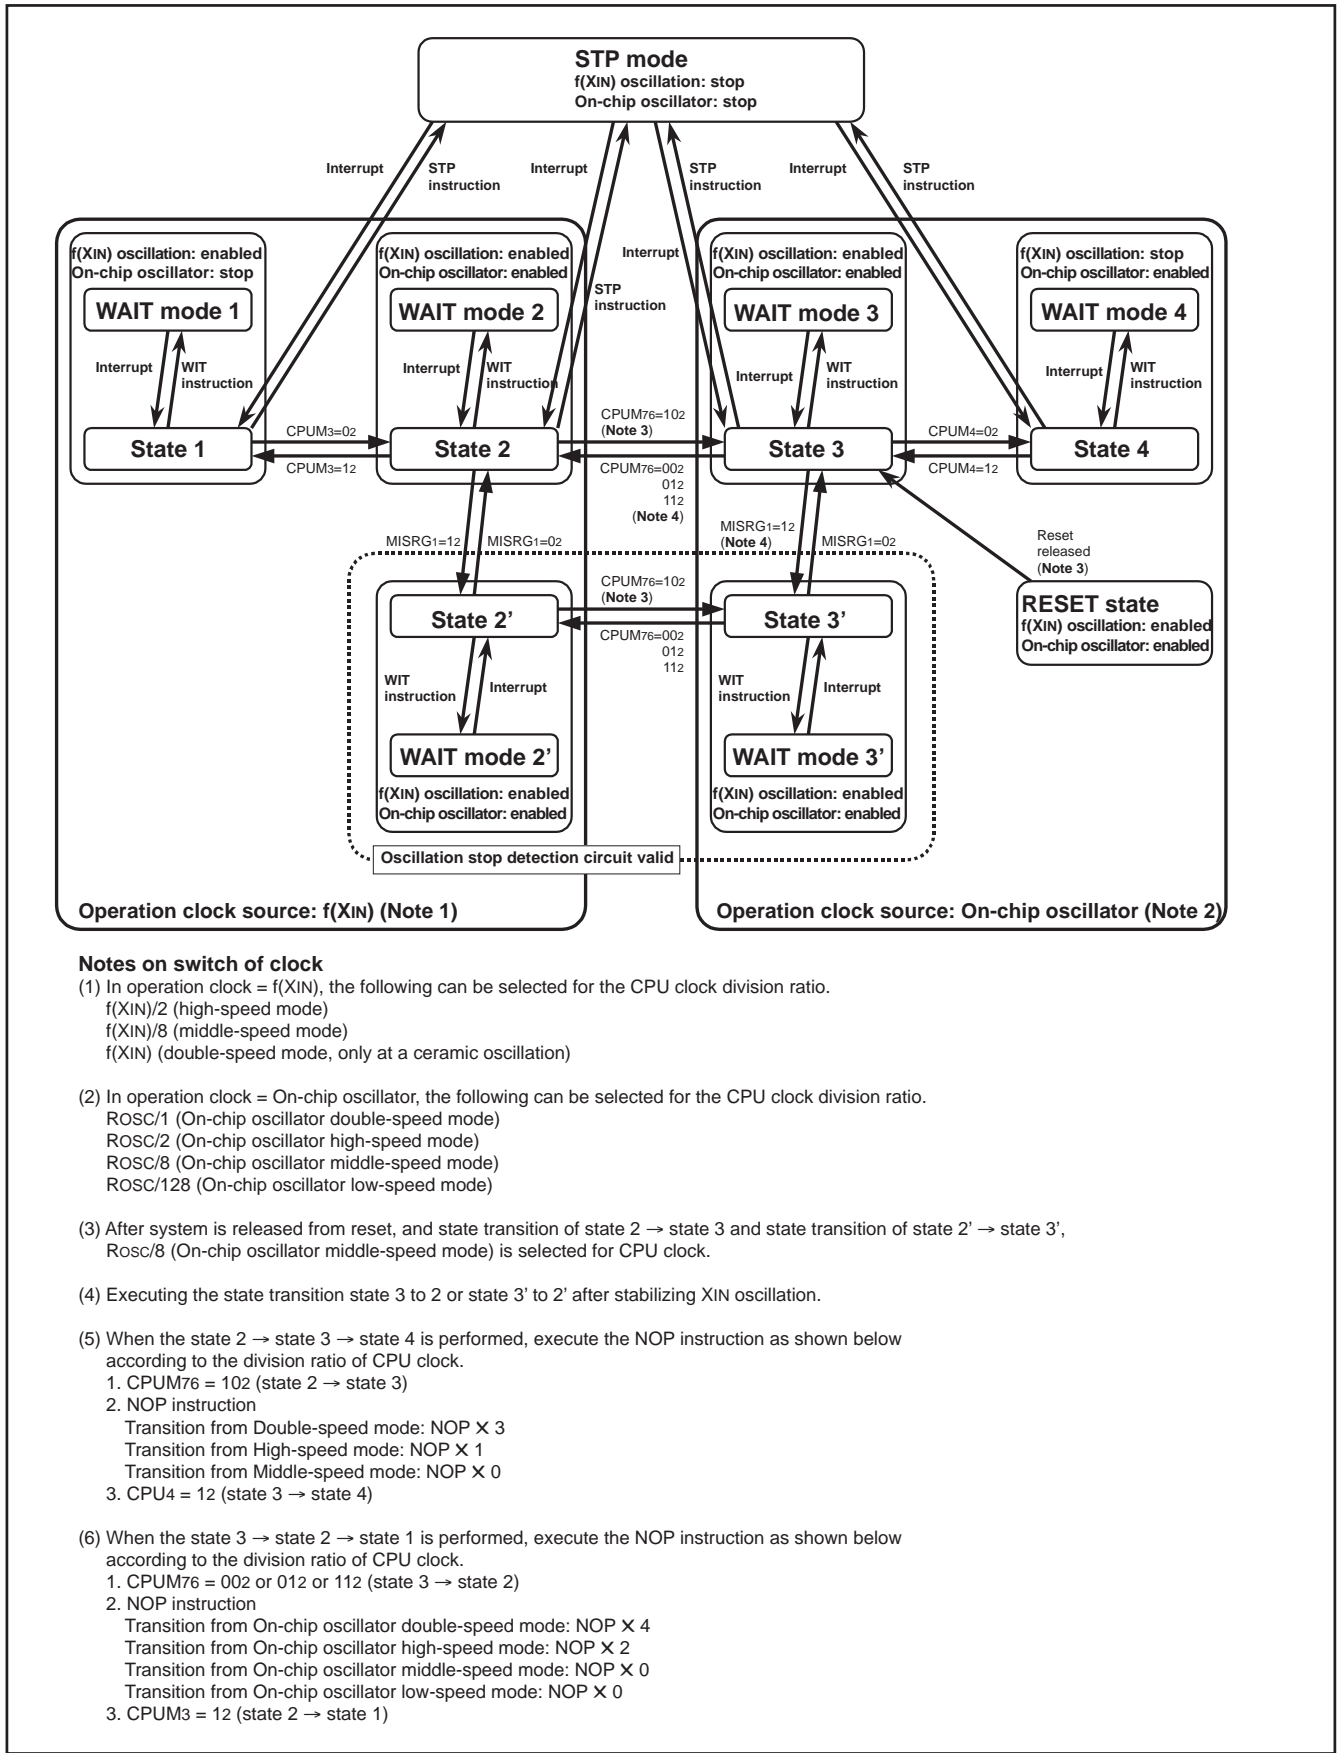 STP mode
f(XIN) oscillation: stop
On-chip oscillator: stop
Interrupt
STP
instruction
Interrupt
STP
instruction
Interrupt
STP
instruction
Interrupt
STP
instruction
f(XIN) oscillation: enabled
On-chip oscillator: stop
WAIT mode 1
Interrupt
WIT
instruction
State 1
CPUM3=02
CPUM3=12
f(XIN) oscillation: enabled
On-chip oscillator: enabled
WAIT mode 2
Interrupt
WIT
instruction
State 2
CPUM76=102
(Note 3)
CPUM76=002
012
112
(Note 4)
f(XIN) oscillation: enabled
On-chip oscillator: enabled
WAIT mode 3
Interrupt
WIT
instruction
State 3
CPUM4=02
CPUM4=12
f(XIN) oscillation: stop
On-chip oscillator: enabled
WAIT mode 4
Interrupt
WIT
instruction
State 4
MISRG1=12
MISRG1=02
MISRG1=12
(Note 4)
MISRG1=02
Reset
released
(Note 3)
RESET state
f(XIN) oscillation: enabled
On-chip oscillator: enabled
State 2’
CPUM76=102
(Note 3)
CPUM76=002
012
112
State 3’
WIT
instruction
Interrupt
WIT
instruction
Interrupt
WAIT mode 2’
f(XIN) oscillation: enabled
On-chip oscillator: enabled
WAIT mode 3’
f(XIN) oscillation: enabled
On-chip oscillator: enabled
Oscillation stop detection circuit valid
Operation clock source: f(XIN) (Note 1)
Operation clock source: On-chip oscillator (Note 2)
Notes on switch of clock
(1) In operation clock = f(XIN), the following can be selected for the CPU clock division ratio.
f(XIN)/2 (high-speed mode)
f(XIN)/8 (middle-speed mode)
f(XIN) (double-speed mode, only at a ceramic oscillation)
(2) In operation clock = On-chip oscillator, the following can be selected for the CPU clock division ratio.
ROSC/1 (On-chip oscillator double-speed mode)
ROSC/2 (On-chip oscillator high-speed mode)
ROSC/8 (On-chip oscillator middle-speed mode)
ROSC/128 (On-chip oscillator low-speed mode)
(3) After system is released from reset, and state transition of state 2 → state 3 and state transition of state 2' → state 3',
ROSC/8 (On-chip oscillator middle-speed mode) is selected for CPU clock.
(4) Executing the state transition state 3 to 2 or state 3' to 2' after stabilizing XIN oscillation.
(5) When the state 2 → state 3 → state 4 is performed, execute the NOP instruction as shown below
according to the division ratio of CPU clock.
1. CPUM76 = 102 (state 2 → state 3)
2. NOP instruction
Transition from Double-speed mode: NOP ✕ 3
Transition from High-speed mode: NOP ✕ 1
Transition from Middle-speed mode: NOP ✕ 0
3. CPU4 = 12 (state 3 → state 4)
(6) When the state 3 → state 2 → state 1 is performed, execute the NOP instruction as shown below
according to the division ratio of CPU clock.
1. CPUM76 = 002 or 012 or 112 (state 3 → state 2)
2. NOP instruction
Transition from On-chip oscillator double-speed mode: NOP ✕ 4
Transition from On-chip oscillator high-speed mode: NOP ✕ 2
Transition from On-chip oscillator middle-speed mode: NOP ✕ 0
Transition from On-chip oscillator low-speed mode: NOP ✕ 0
3. CPUM3 = 12 (state 2 → state 1)